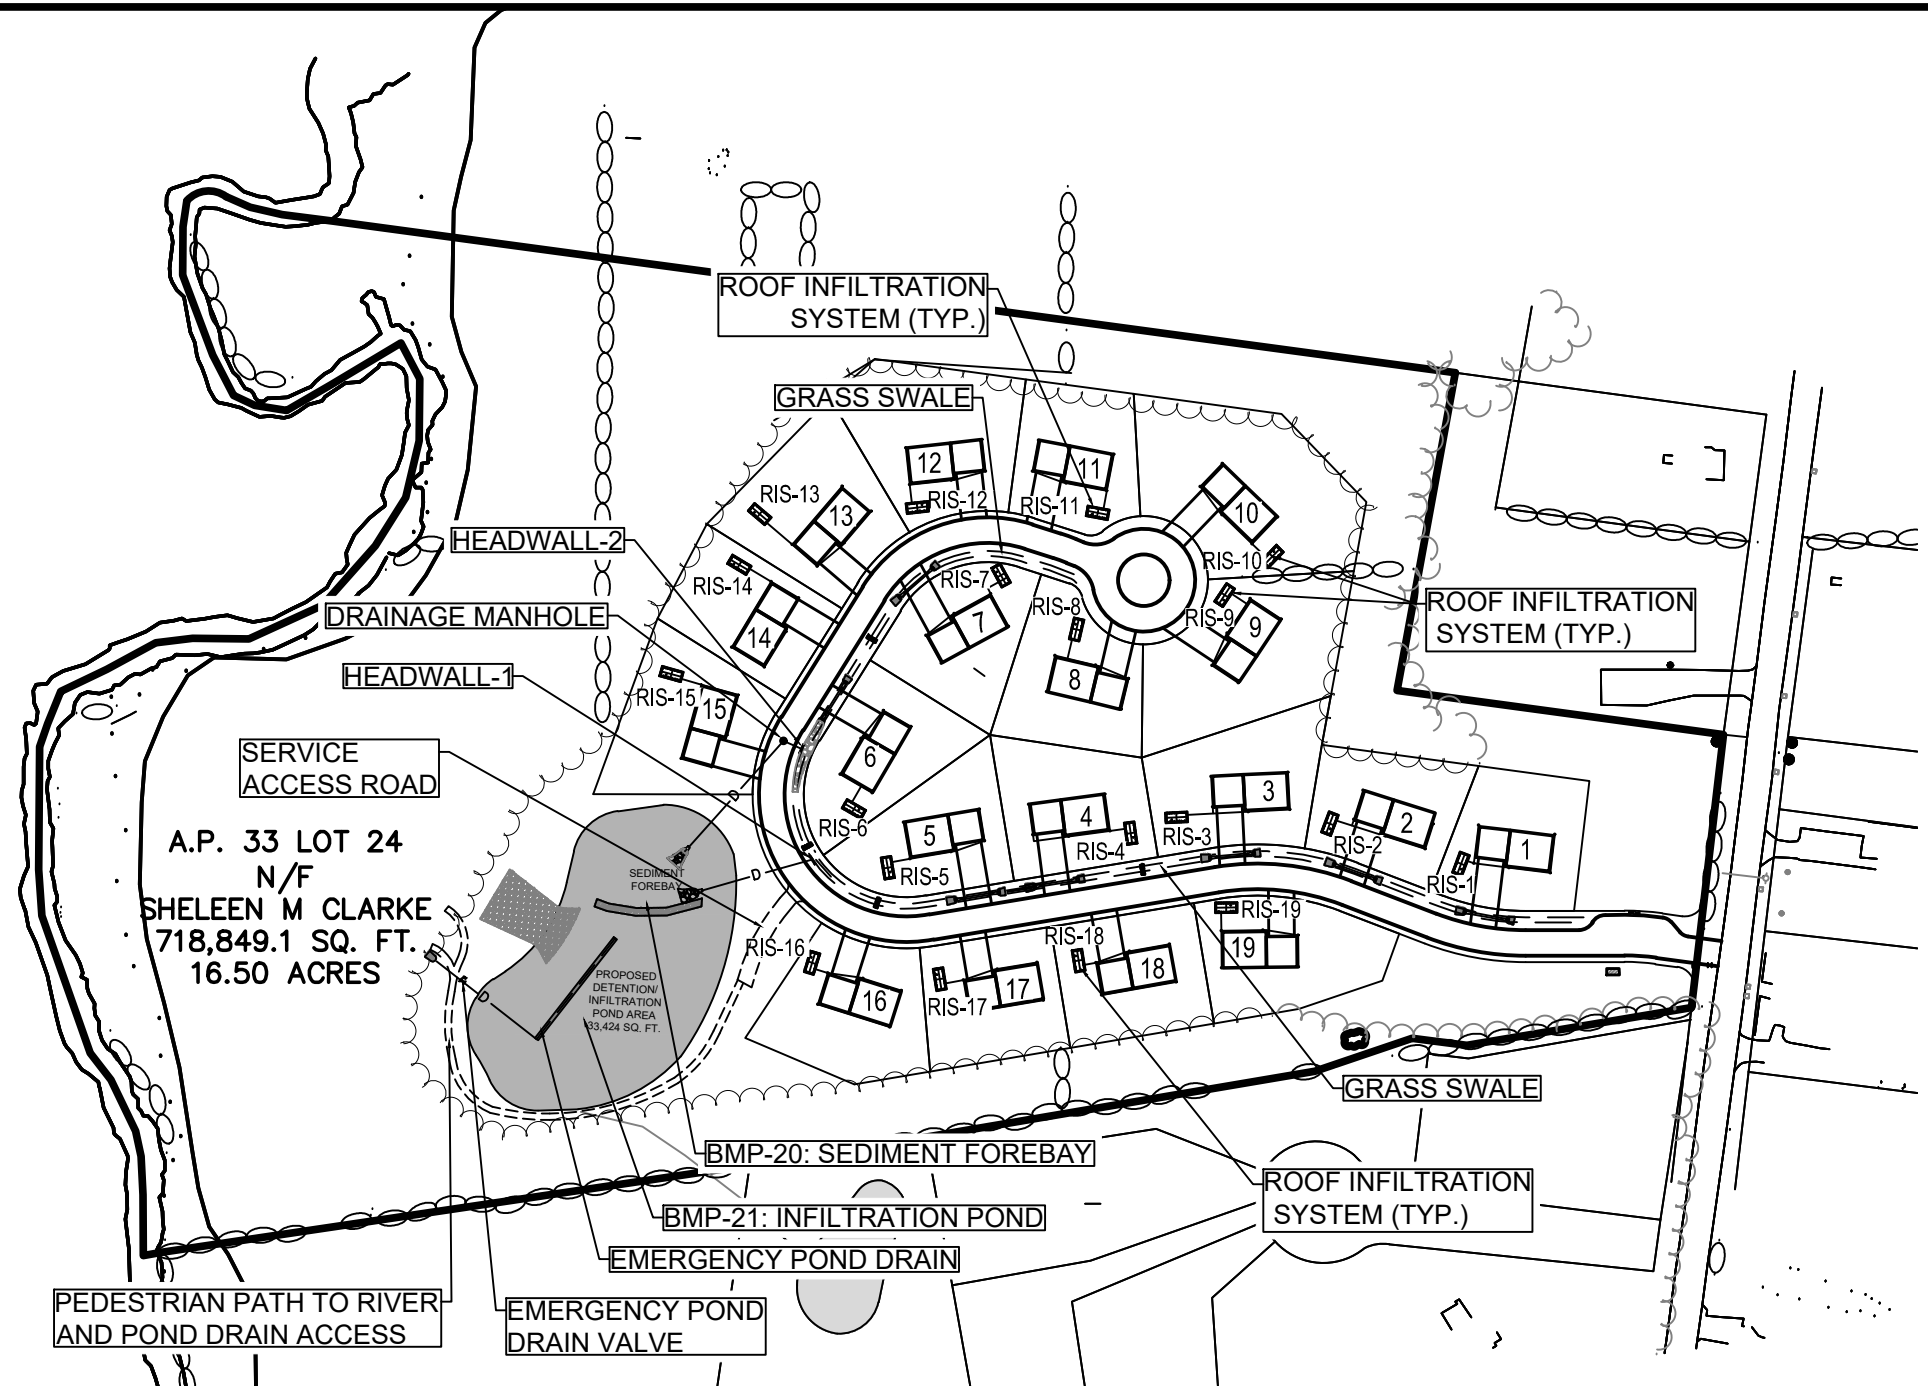 ROOF INFILTRATION
SYSTEM (TYP.)
GRASS SWALE
12
11
RIS-13
RIS-12
RIS-11
13
10
HEADWALL-2
RIS-14
RIS-7
RIS-10
DRAINAGE MANHOLE
14
7
RIS-8
RIS-9
9
ROOF INFILTRATION
SYSTEM (TYP.)
HEADWALL-1
RIS-15
15
8
SERVICE
ACCESS ROAD
6
D
RIS-6
5
4
3
2
1
RIS-5
RIS-4
RIS-3
RIS-2
RIS-1
A.P. 33 LOT 24
N/F
SHELEEN M CLARKE
718,849.1 SQ. FT.
16.50 ACRES
SEDIMENT
FOREBAY
D
D
PROPOSED
DETENTION/
INFILTRATION
POND AREA
33,424 SQ. FT.
RIS-16
16
RIS-17
17
RIS-18
18
RIS-19
19
GRASS SWALE
BMP-20: SEDIMENT FOREBAY
BMP-21: INFILTRATION POND
EMERGENCY POND DRAIN
ROOF INFILTRATION
SYSTEM (TYP.)
PEDESTRIAN PATH TO RIVER
AND POND DRAIN ACCESS
EMERGENCY POND
DRAIN VALVE